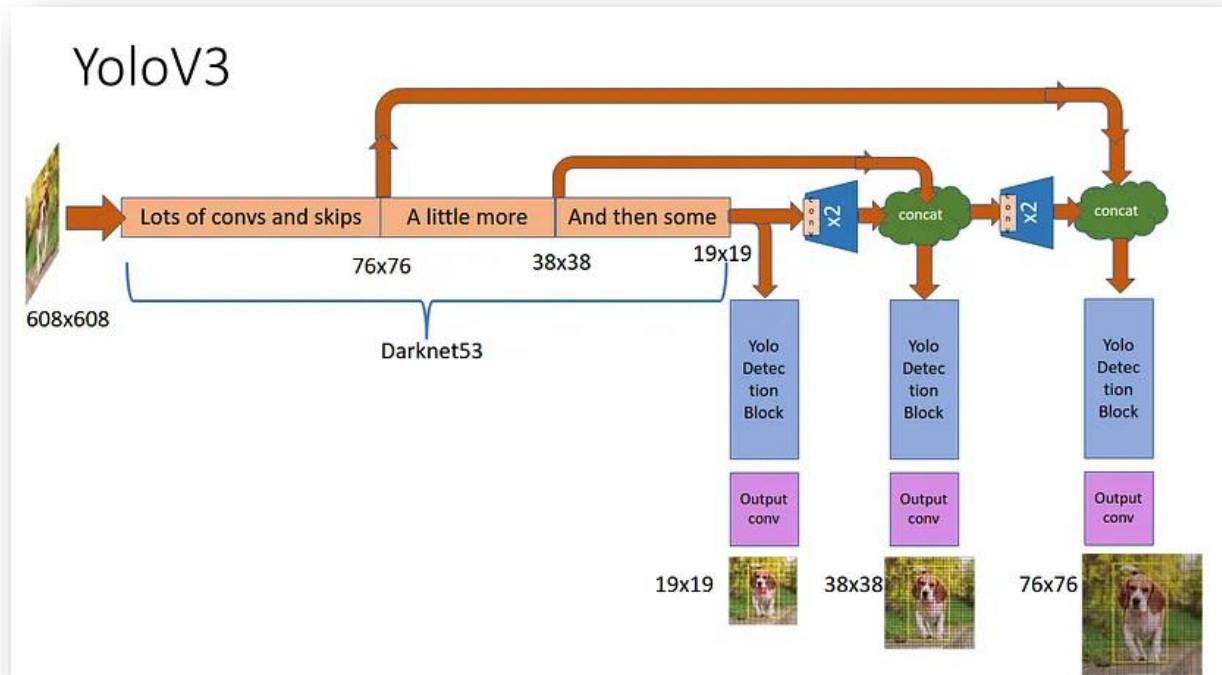 YoloV3
Lots of convs and skips
A little more
And then some
x2
concat
x2
concat
76x76
38x38
19x19
608x608
Darknet53
Yolo
Detec
tion
Block
Yolo
Detec
tion
Block
Yolo
Detec
tion
Block
Output
conv
Output
conv
Output
conv
19x19
38x38
76x76